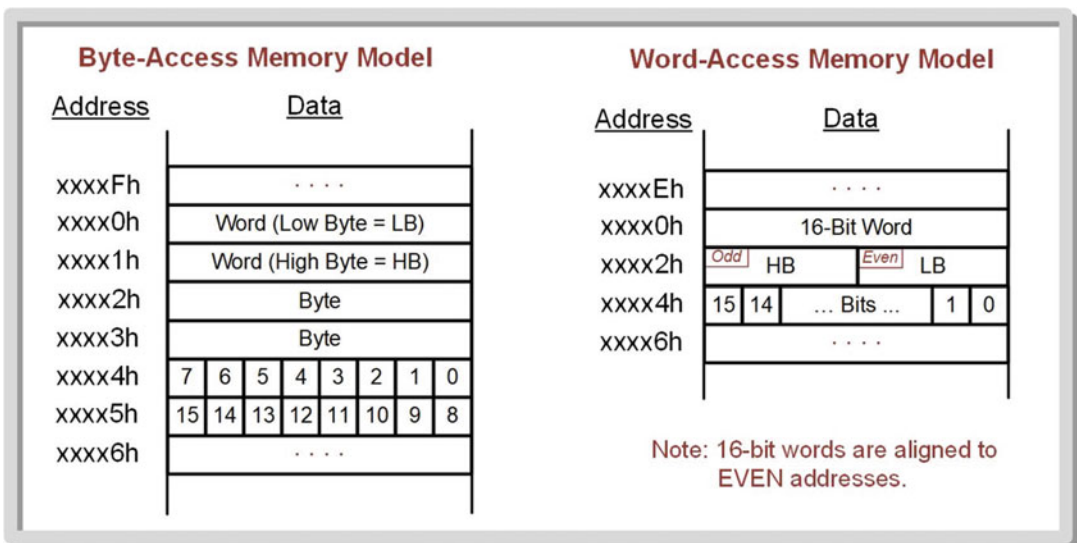 Byte-Access Memory Model
Address Data
xxxxFh . . . .
xxxx0h Word (Low Byte = LB)
xxxx1h Word (High Byte = HB)
xxxx2h Byte
xxxx3h Byte
xxxx4h 7 6 5 4 3 2 1 0
xxxx5h 15 14 13 12 11 10 9 8
xxxx6h . . . .
Word-Access Memory Model
Address Data
xxxxEh . . . .
xxxx0h 16-Bit Word
xxxx2h Odd HB Even LB
xxxx4h 15 14 ... Bits ... 1 0
xxxx6h . . . .
Note: 16-bit words are aligned to
EVEN addresses.